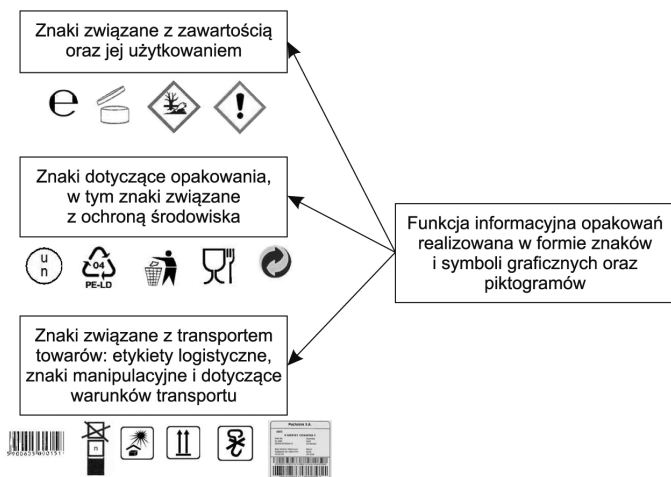 Znaki związane z zawartością
oraz jej użytkowaniem
e
Znaki dotyczące opakowania,
w tym znaki związane
z ochroną środowiska
u
n
04
PE-LD
Funkcja informacyjna opakowań
realizowana w formie znaków
i symboli graficznych oraz
piktogramów
Znaki związane z transportem
towarów: etykiety logistyczne,
znaki manipulacyjne i dotyczące
warunków transportu
n